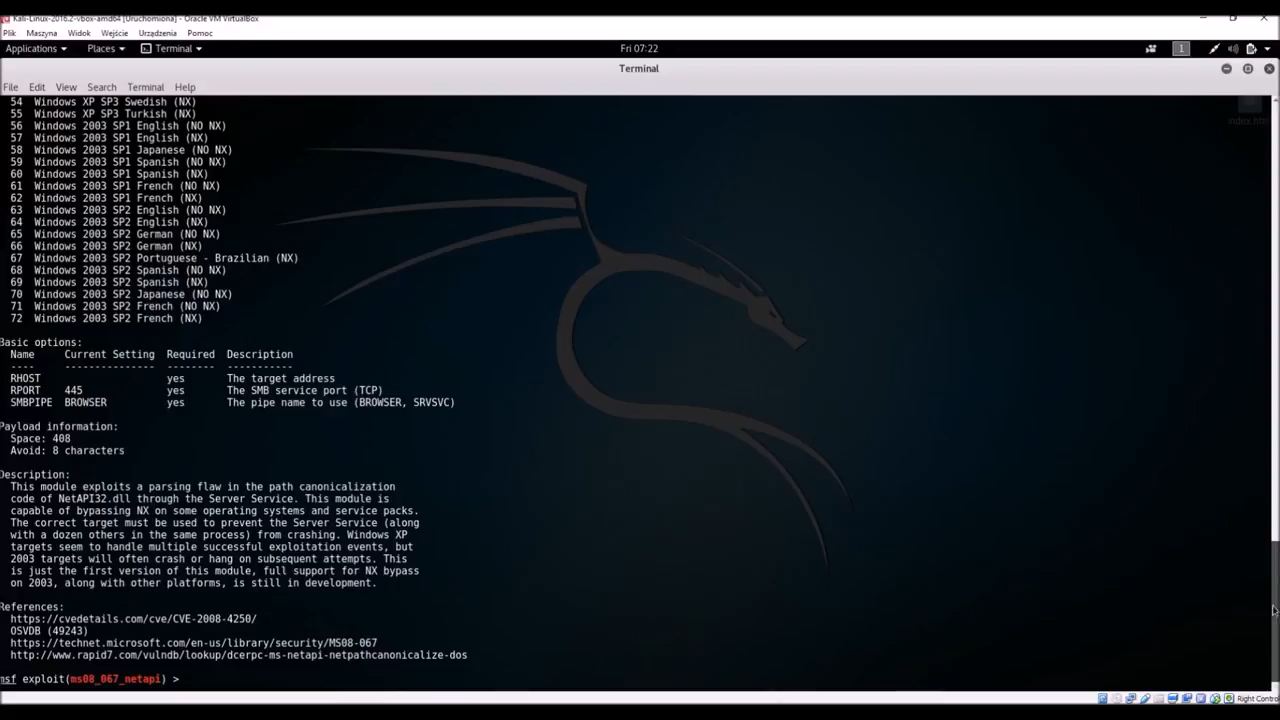 Kali-Linux-2016.2-vbox-amd64 [Uruchomiona] - Oracle VM VirtualBox
Plik Maszyna Widok Wejście Urządzenia Pomoc
Applications Places Terminal Fri 07:22 1
Terminal
File Edit View Search Terminal Help
54 Windows XP SP3 Swedish (NX)
55 Windows XP SP3 Turkish (NX)
56 Windows 2003 SP1 English (NO NX)
57 Windows 2003 SP1 English (NX)
58 Windows 2003 SP1 Japanese (NO NX)
59 Windows 2003 SP1 Spanish (NO NX)
60 Windows 2003 SP1 Spanish (NX)
61 Windows 2003 SP1 French (NO NX)
62 Windows 2003 SP1 French (NX)
63 Windows 2003 SP2 English (NO NX)
64 Windows 2003 SP2 English (NX)
65 Windows 2003 SP2 German (NO NX)
66 Windows 2003 SP2 German (NX)
67 Windows 2003 SP2 Portuguese - Brazilian (NX)
68 Windows 2003 SP2 Spanish (NO NX)
69 Windows 2003 SP2 Spanish (NX)
70 Windows 2003 SP2 Japanese (NO NX)
71 Windows 2003 SP2 French (NO NX)
72 Windows 2003 SP2 French (NX)
Basic options:
Name Current Setting Required Description
---- --------------- -------- -----------
RHOST yes The target address
RPORT 445 yes The SMB service port (TCP)
SMBPIPE BROWSER yes The pipe name to use (BROWSER, SRVSVC)
Payload information:
Space: 408
Avoid: 8 characters
Description:
This module exploits a parsing flaw in the path canonicalization
code of NetAPI32.dll through the Server Service. This module is
capable of bypassing NX on some operating systems and service packs.
The correct target must be used to prevent the Server Service (along
with a dozen others in the same process) from crashing. Windows XP
targets seem to handle multiple successful exploitation events, but
2003 targets will often crash or hang on subsequent attempts. This
is just the first version of this module, full support for NX bypass
on 2003, along with other platforms, is still in development.
References:
https://cvedetails.com/cve/CVE-2008-4250/
OSVDB (49243)
https://technet.microsoft.com/en-us/library/security/MS08-067
http://www.rapid7.com/vulndb/lookup/dcerpc-ms-netapi-netpathcanonicalize-dos
msf exploit(ms08_067_netapi) >
Right Control